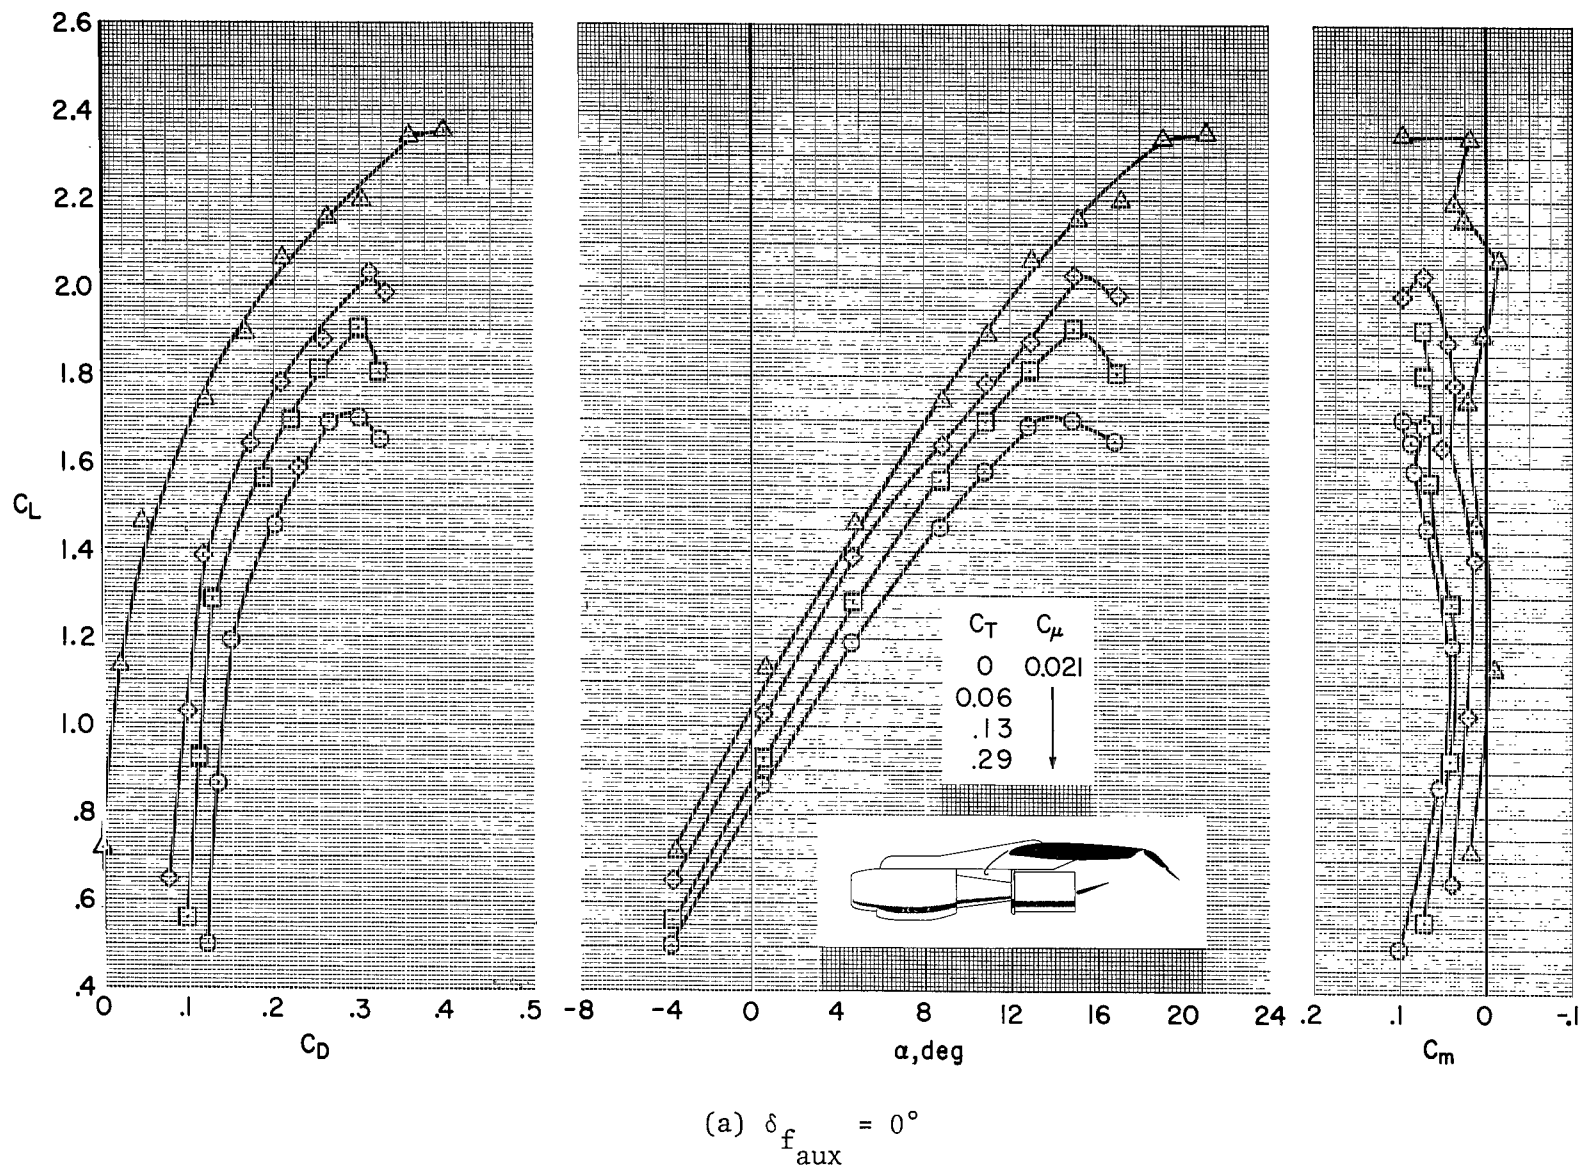 2.6
2.4
2.2
2.0
1.8
1.6
C_L
1.4
1.2
1.0
.8
.6
.4
0 .1 .2 .3 .4 .5
C_D
-8 -4 0 4 8 12 16 20 24
α, deg
.2 .1 0 -.1
C_m
C_T C_μ
0 0.021
0.06
.13
.29
(a) δ_f_aux = 0°